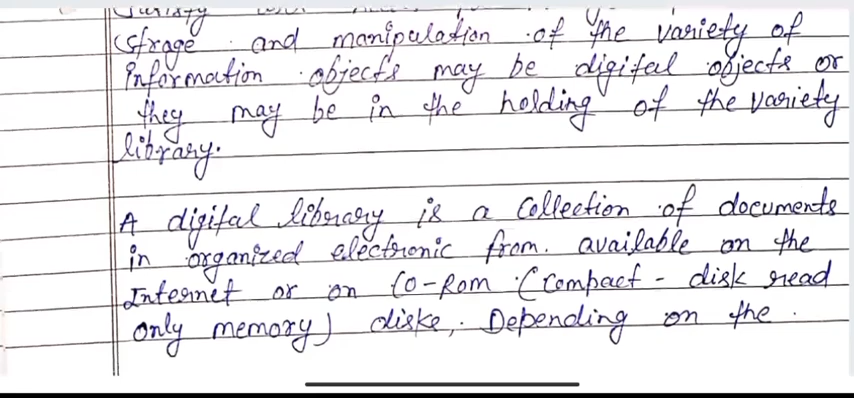 strage and manipulation of the variety of
information objects may be digital objects or
they may be in the holding of the variety
library.
A digital library is a collection of documents
in organized electronic from. available on the
Internet or on CO-Rom (Compact - disk read
only memory) diske,. Depending on the